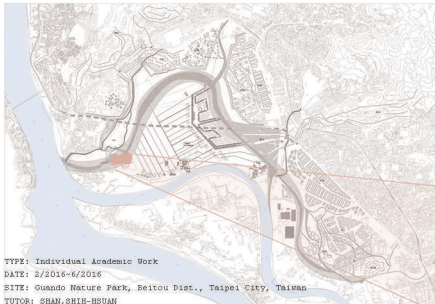 TYPE: Individual Academic Work
DATE: 2/2016~6/2016
SITE: Guando Nature Park, Beitou Dist., Taipei City, Taiwan
TUTOR: SHAN,SHIH-HSUAN